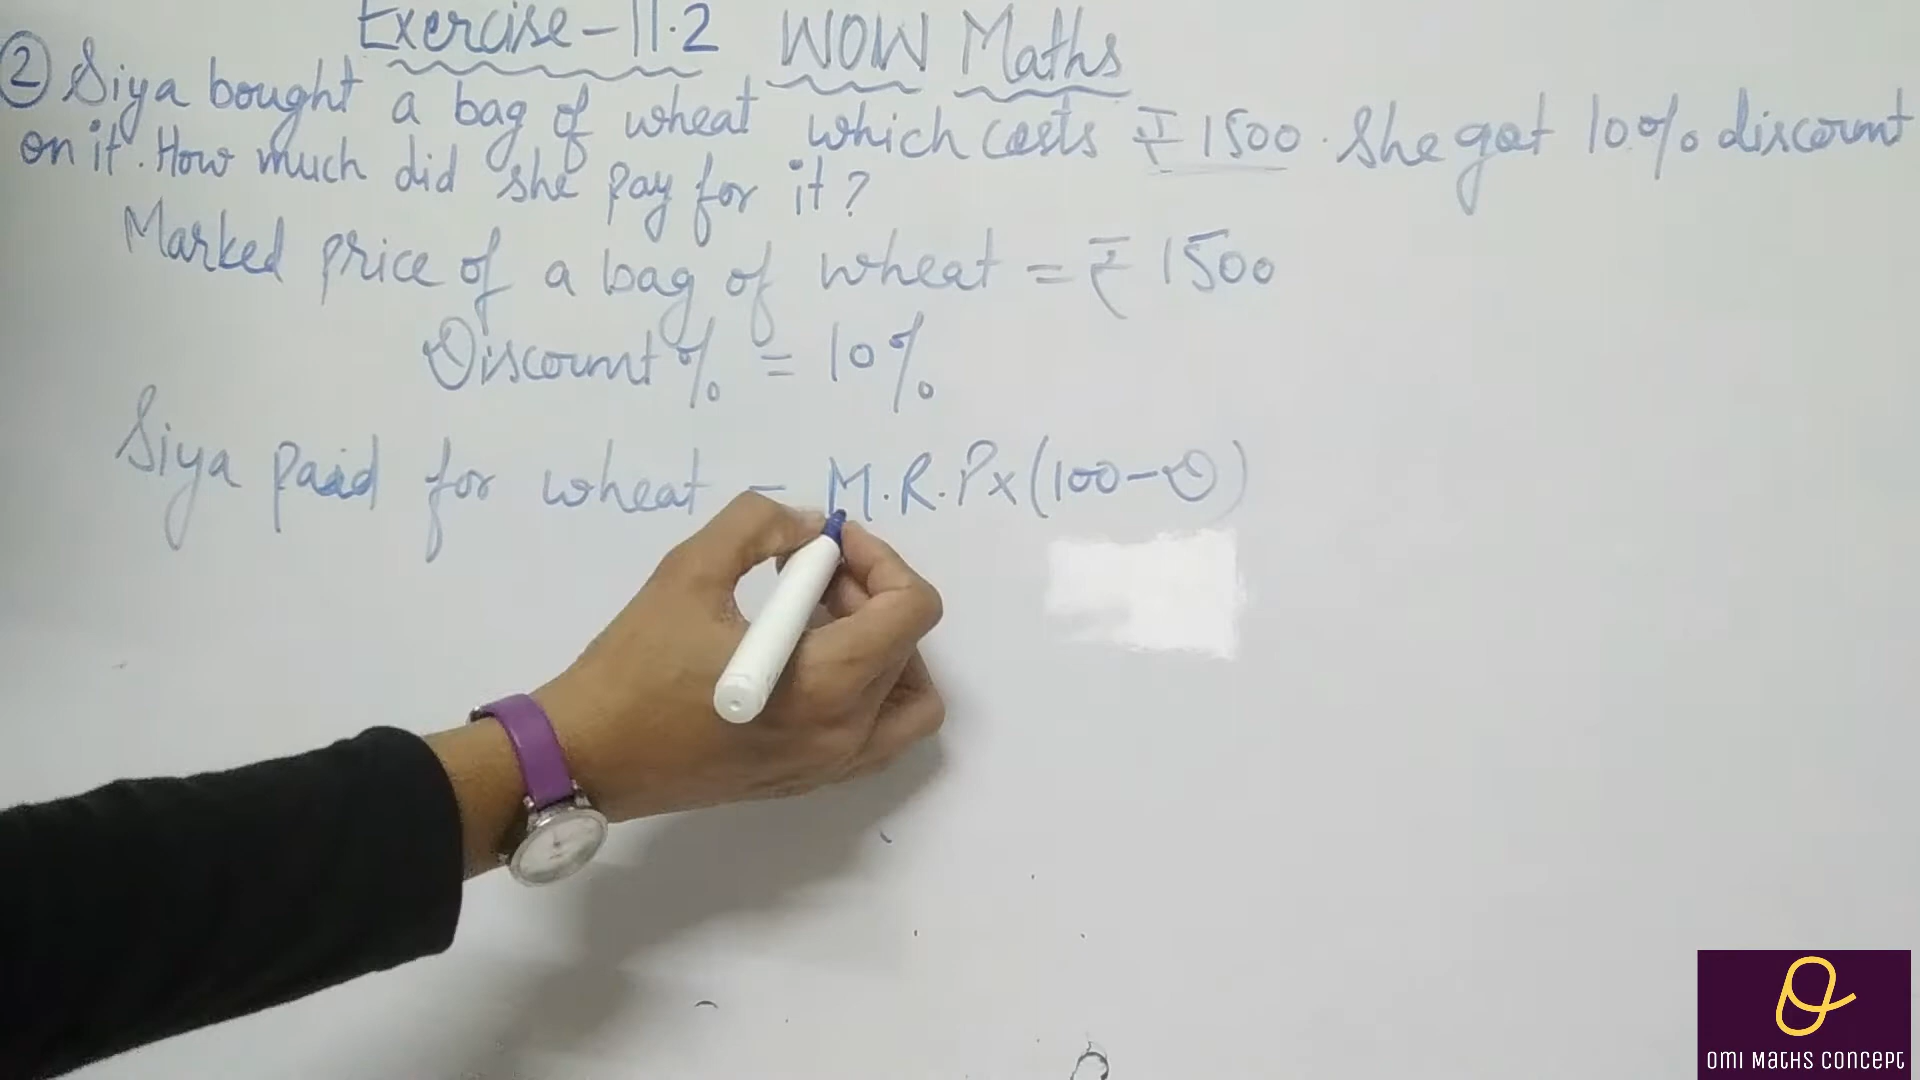 Exercise-11.2 WOW Maths
② Siya bought a bag of wheat which costs ₹ 1500. She got 10% discount
on it. How much did she pay for it?
Marked price of a bag of wheat = ₹ 1500
Discount % = 10%
Siya paid for wheat = M.R.P x (100-D)
OMI MATHS CONCEPT